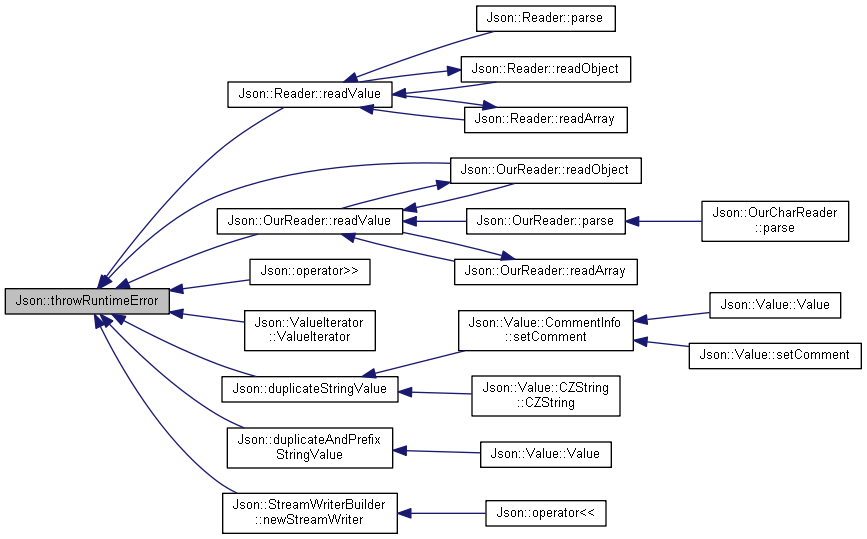 Json::Reader::parse
Json::Reader::readObject
Json::Reader::readValue
Json::Reader::readArray
Json::OurReader::readObject
Json::OurReader::readValue
Json::OurReader::parse
Json::OurCharReader
::parse
Json::OurReader::readArray
Json::operator>>
Json::throwRuntimeError
Json::ValueIterator
::ValueIterator
Json::Value::CommentInfo
::setComment
Json::Value::Value
Json::Value::setComment
Json::duplicateStringValue
Json::Value::CZString
::CZString
Json::duplicateAndPrefix
StringValue
Json::Value::Value
Json::StreamWriterBuilder
::newStreamWriter
Json::operator<<